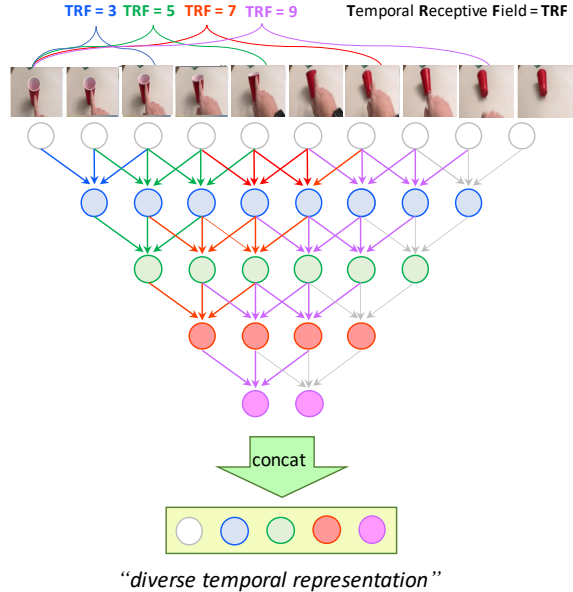 TRF = 3 TRF = 5 TRF = 7 TRF = 9 Temporal Receptive Field = TRF
concat
“diverse temporal representation”